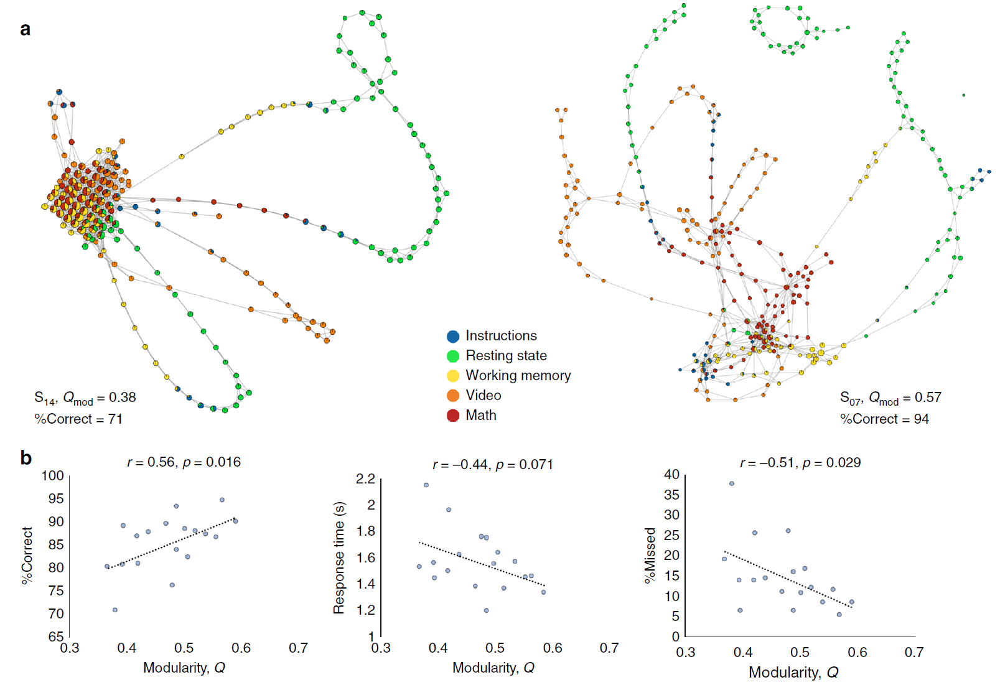 a
Instructions
Resting state
Working memory
Video
Math
S14, Qmod = 0.38
%Correct = 71
S07, Qmod = 0.57
%Correct = 94
b
r = 0.56, p = 0.016
%Correct
100
95
90
85
80
75
70
65
0.3 0.4 0.5 0.6 0.7
Modularity, Q
r = –0.44, p = 0.071
Response time (s)
2.2
2
1.8
1.6
1.4
1.2
1
0.3 0.4 0.5 0.6 0.7
Modularity, Q
r = –0.51, p = 0.029
%Missed
40
35
30
25
20
15
10
5
0
0.3 0.4 0.5 0.6 0.7
Modularity, Q